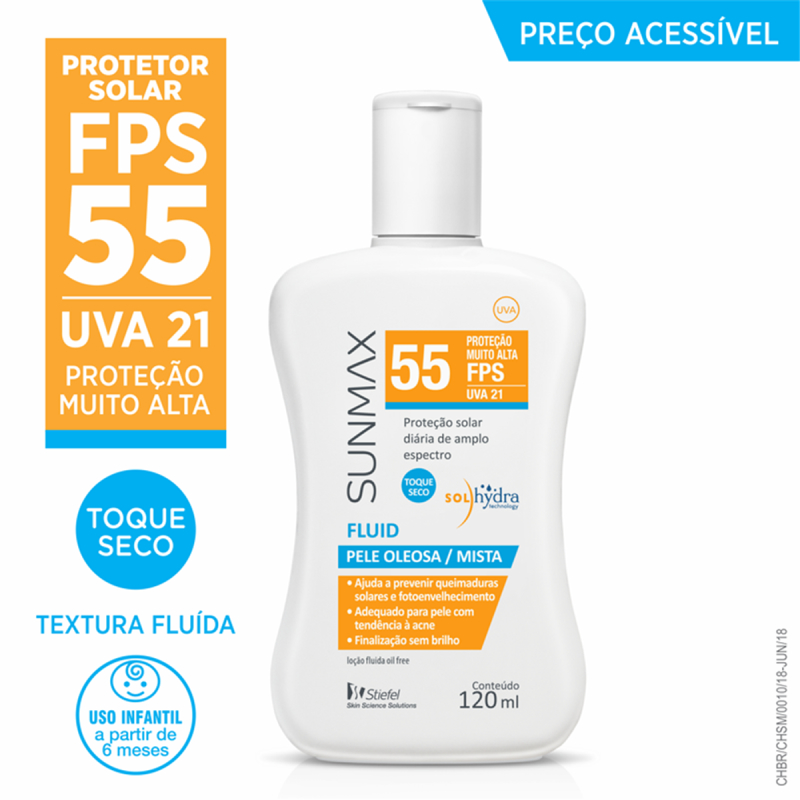 PREÇO ACESSÍVEL
PROTETOR
SOLAR
FPS
55
UVA 21
PROTEÇÃO
MUITO ALTA
TOQUE
SECO
TEXTURA FLUÍDA
USO INFANTIL
a partir de
6 meses
UVA
SUNMAX
55
PROTEÇÃO
MUITO ALTA
FPS
UVA 21
Proteção solar
diária de amplo
espectro
TOQUE
SECO
SOL hydra
technology
FLUID
PELE OLEOSA / MISTA
• Ajuda a prevenir queimaduras
solares e fotoenvelhecimento
• Adequado para pele com
tendência à acne
• Finalização sem brilho
loção fluida oil free
Stiefel
Skin Science Solutions
Conteúdo
120 ml
CHBR/CHSM/0010/18-JUN/18